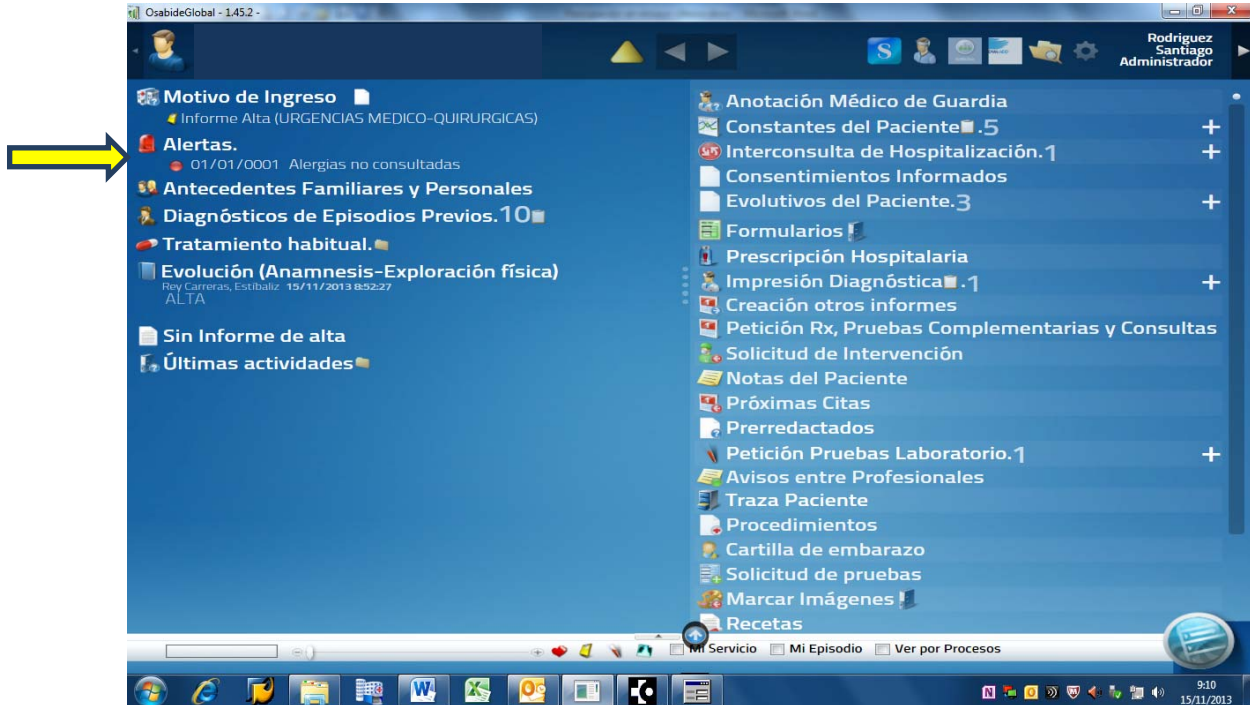 OsabideGlobal - 1.45.2 -
Rodriguez
Santiago
Administrador
Motivo de Ingreso
Informe Alta (URGENCIAS MEDICO-QUIRURGICAS)
Alertas.
01/01/0001 Alergias no consultadas
Antecedentes Familiares y Personales
Diagnósticos de Episodios Previos.10
Tratamiento habitual.
Evolución (Anamnesis-Exploración física)
Rey Carreras, Estíbaliz 15/11/2013 8:52:27
ALTA
Sin Informe de alta
Últimas actividades
Anotación Médico de Guardia
Constantes del Paciente.5 +
Interconsulta de Hospitalización.1 +
Consentimientos Informados
Evolutivos del Paciente.3 +
Formularios
Prescripción Hospitalaria
Impresión Diagnóstica.1 +
Creación otros informes
Petición Rx, Pruebas Complementarias y Consultas
Solicitud de Intervención
Notas del Paciente
Próximas Citas
Prerredactados
Petición Pruebas Laboratorio.1 +
Avisos entre Profesionales
Traza Paciente
Procedimientos
Cartilla de embarazo
Solicitud de pruebas
Marcar Imágenes
Recetas
Mi Servicio Mi Episodio Ver por Procesos
9:10
15/11/2013